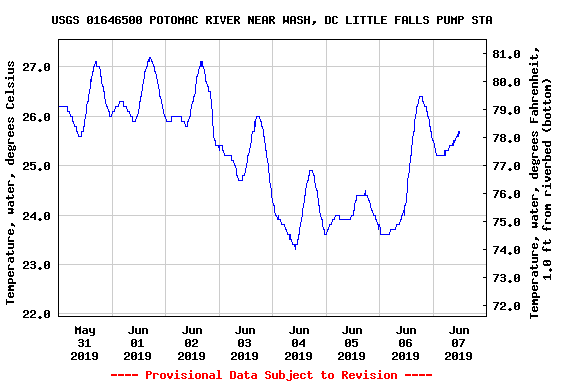 USGS 01646500 POTOMAC RIVER NEAR WASH, DC LITTLE FALLS PUMP STA
Temperature, water, degrees Celsius
27.0
26.0
25.0
24.0
23.0
22.0
81.0
80.0
79.0
78.0
77.0
76.0
75.0
74.0
73.0
72.0
Temperature, water, degrees Fahrenheit,
1.0 ft from riverbed (bottom)
May Jun Jun Jun Jun Jun Jun Jun
31 01 02 03 04 05 06 07
2019 2019 2019 2019 2019 2019 2019 2019
---- Provisional Data Subject to Revision ----